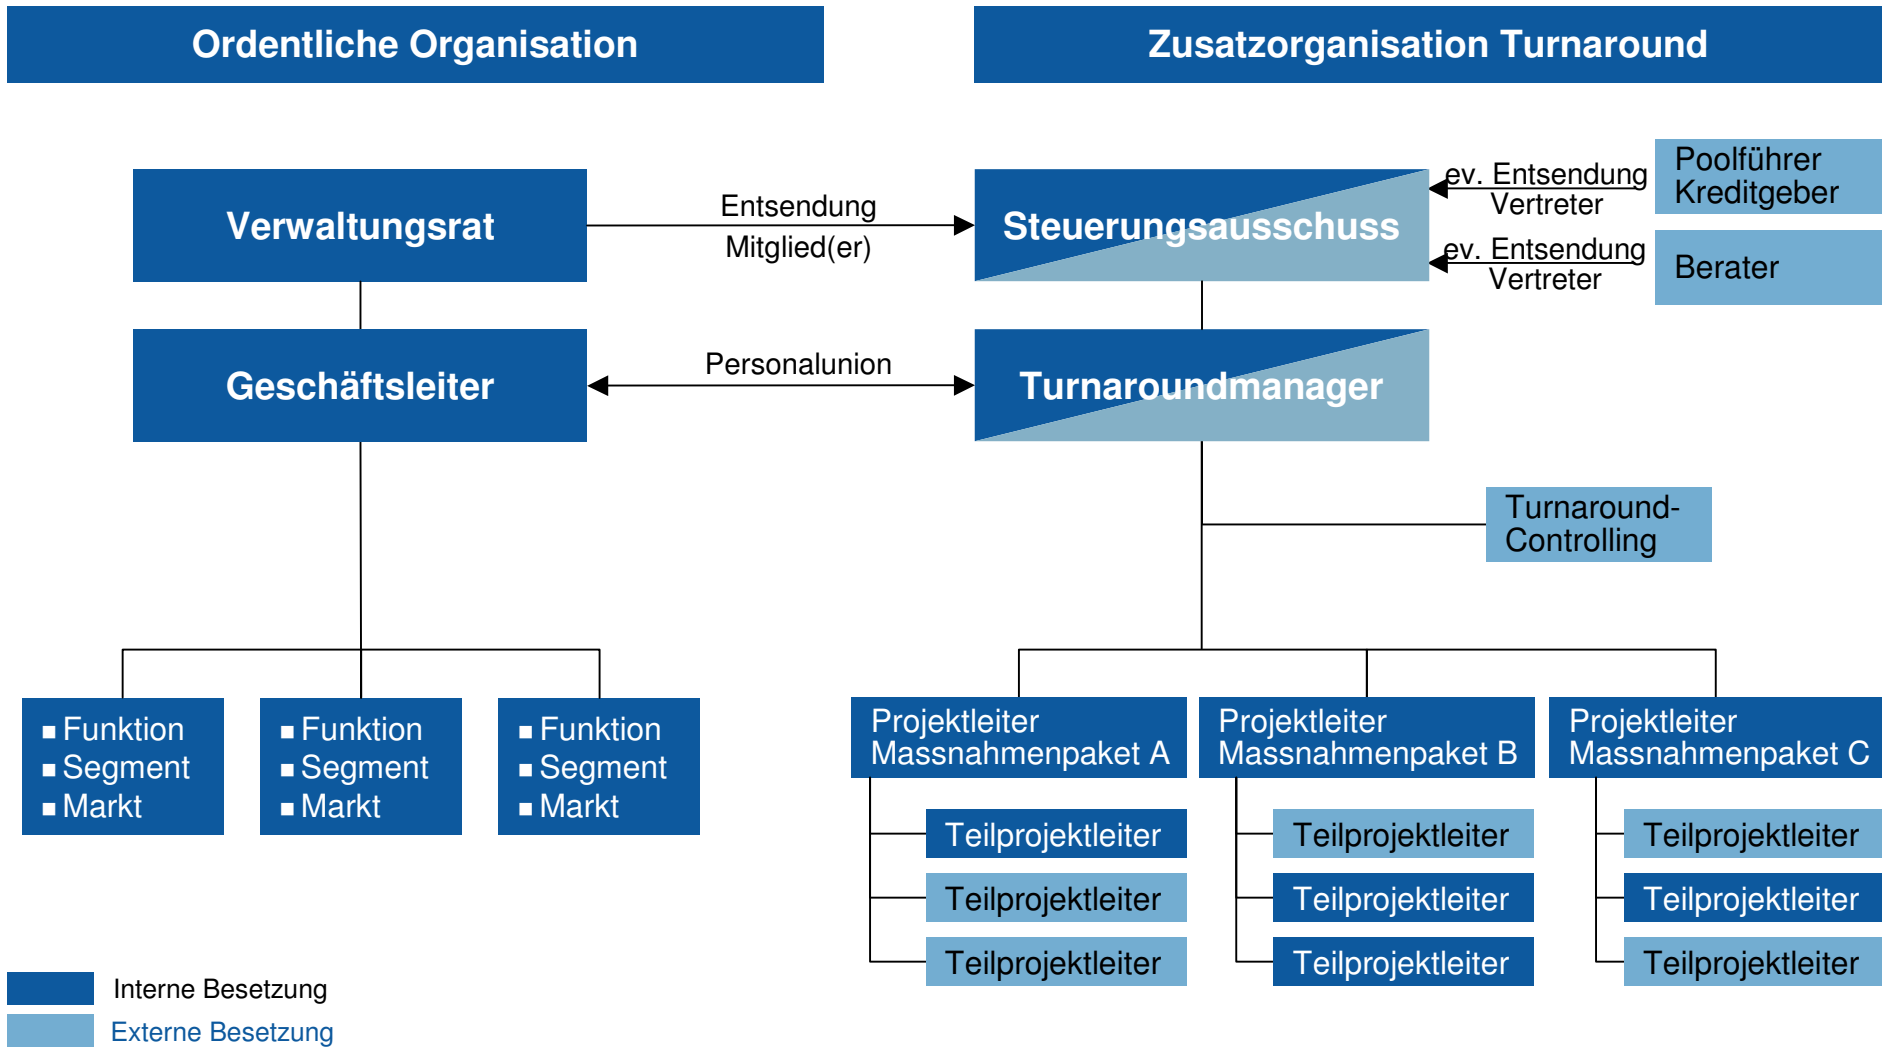 Ordentliche Organisation
Zusatzorganisation Turnaround
Verwaltungsrat
Entsendung
Mitglied(er)
Steuerungsausschuss
ev. Entsendung
Vertreter
Poolführer
Kreditgeber
ev. Entsendung
Vertreter
Berater
Geschäftsleiter
Personalunion
Turnaroundmanager
Turnaround-
Controlling
▪ Funktion
▪ Segment
▪ Markt
▪ Funktion
▪ Segment
▪ Markt
▪ Funktion
▪ Segment
▪ Markt
Projektleiter
Massnahmenpaket A
Teilprojektleiter
Teilprojektleiter
Teilprojektleiter
Projektleiter
Massnahmenpaket B
Teilprojektleiter
Teilprojektleiter
Teilprojektleiter
Projektleiter
Massnahmenpaket C
Teilprojektleiter
Teilprojektleiter
Teilprojektleiter
Interne Besetzung
Externe Besetzung